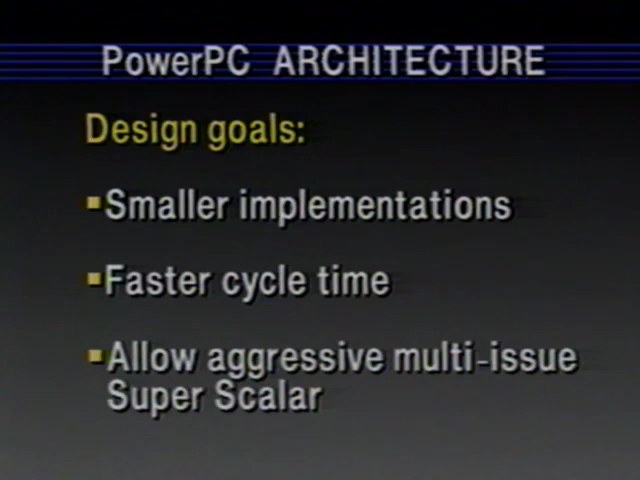 PowerPC ARCHITECTURE
Design goals:
▪Smaller implementations
▪Faster cycle time
▪Allow aggressive multi-issue
Super Scalar